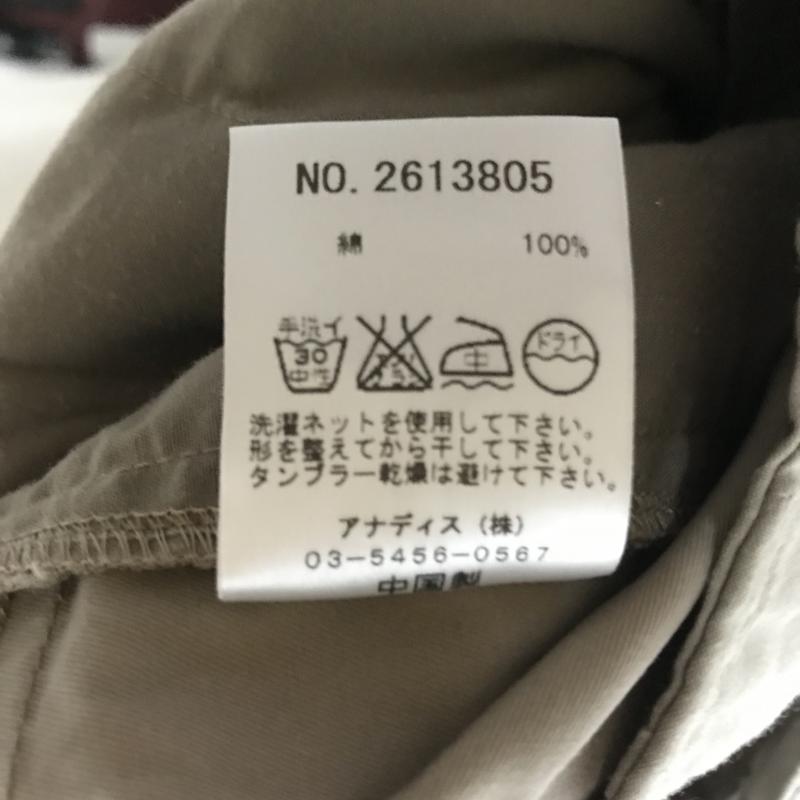 NO. 2613805
綿 100%
手洗イ
30
中性
中
ドライ
洗濯ネットを使用して下さい。
形を整えてから干して下さい。
タンブラー乾燥は避けて下さい。
アナディス（株）
03-5456-0567
中国製